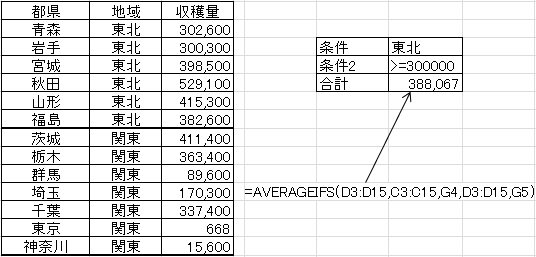 都県 地域 収穫量
青森 東北 302,600
岩手 東北 300,300
宮城 東北 398,500
秋田 東北 529,100
山形 東北 415,300
福島 東北 382,600
茨城 関東 411,400
栃木 関東 363,400
群馬 関東 89,600
埼玉 関東 170,300
千葉 関東 337,400
東京 関東 668
神奈川 関東 15,600
条件 東北
条件2 >=300000
合計 388,067
=AVERAGEIFS(D3:D15,C3:C15,G4,D3:D15,G5)